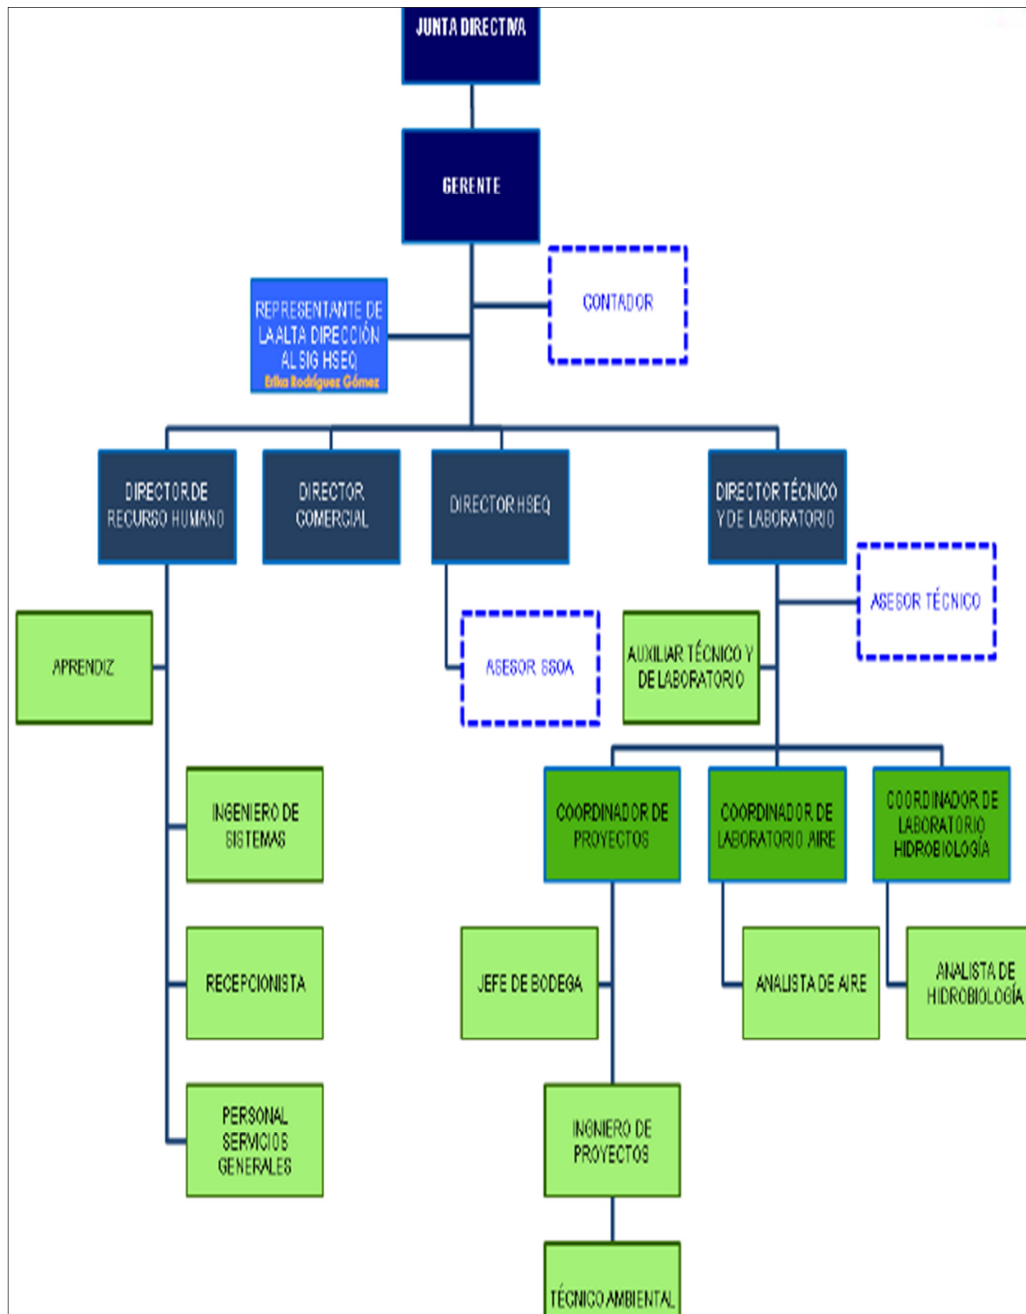 JUNTA DIRECTIVA
GERENTE
CONTADOR
REPRESENTANTE DE
LA ALTA DIRECCIÓN
AL SIG HSEQ
Erika Rodríguez Gómez
DIRECTOR DE
RECURSO HUMANO
DIRECTOR
COMERCIAL
DIRECTOR HSEQ
DIRECTOR TÉCNICO
Y DE LABORATORIO
ASESOR TÉCNICO
APRENDIZ
ASESOR SSOA
AUXILIAR TÉCNICO Y
DE LABORATORIO
INGENIERO DE
SISTEMAS
COORDINADOR DE
PROYECTOS
COORDINADOR DE
LABORATORIO AIRE
COORDINADOR DE
LABORATORIO
HIDROBIOLOGÍA
RECEPCIONISTA
JEFE DE BODEGA
ANALISTA DE AIRE
ANALISTA DE
HIDROBIOLOGÍA
PERSONAL
SERVICIOS
GENERALES
INGNIERO DE
PROYECTOS
TÉCNICO AMBIENTAL